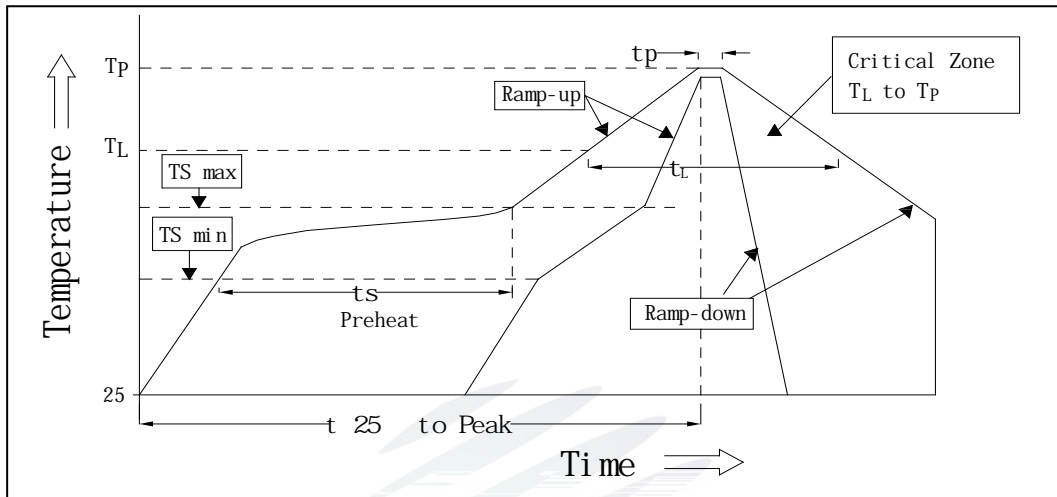 tp
Critical Zone
TL to TP
TP
Ramp-up
TL
TS max
tL
TS min
ts
Preheat
Ramp-down
25
t 25 to Peak
Time
Temperature